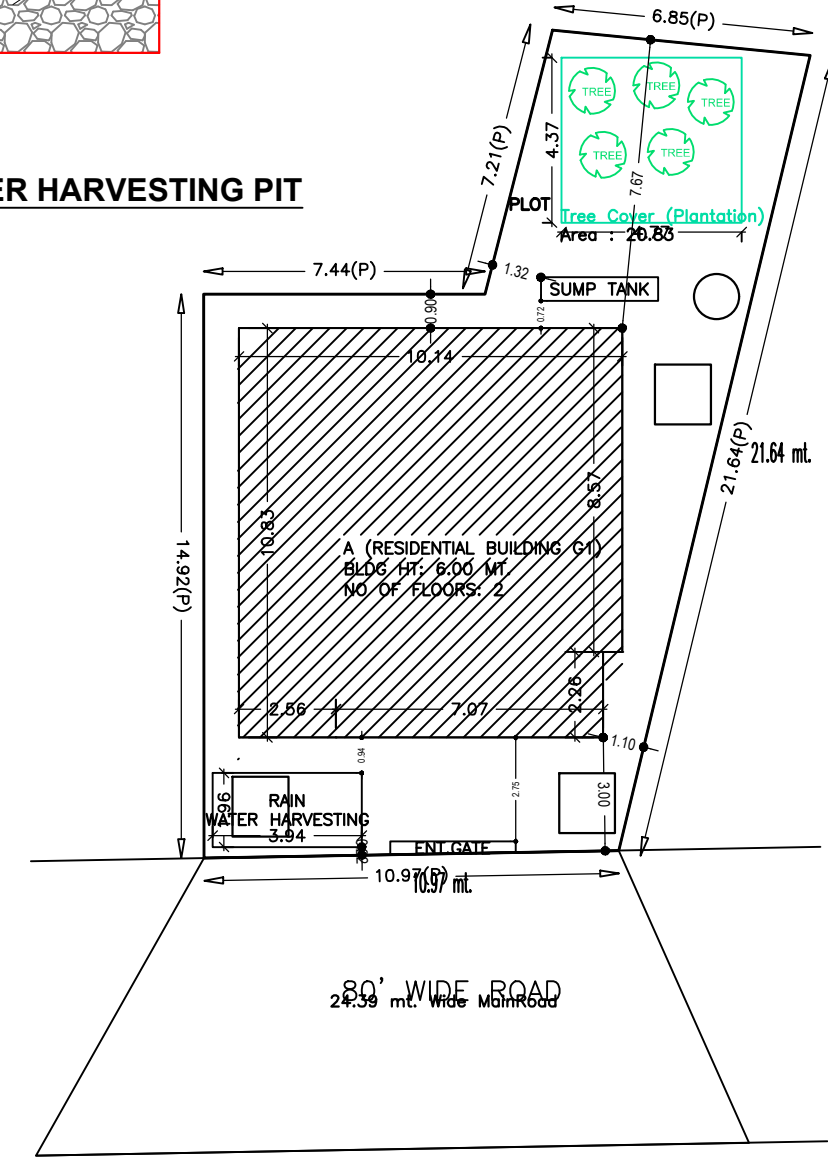 6.85(P)
TREE
TREE
TREE
TREE
TREE
4.37
7.21(P)
7.67
ER HARVESTING PIT
PLOT
Tree Cover (Plantation)
Area : 20.83
4.77
7.44(P)
1.32
SUMP TANK
0.90
0.72
10.14
21.64(P)
21.64 mt.
8.57
10.83
14.92(P)
A (RESIDENTIAL BUILDING G1)
BLDG HT: 6.00 MT.
NO OF FLOORS: 2
2.26
2.56
7.07
1.10
0.94
2.75
3.00
1.96
RAIN
WATER HARVESTING
3.94
ENT.GATE
10.97(P)
10.97 mt.
80' WIDE ROAD
24.39 mt. Wide MainRoad